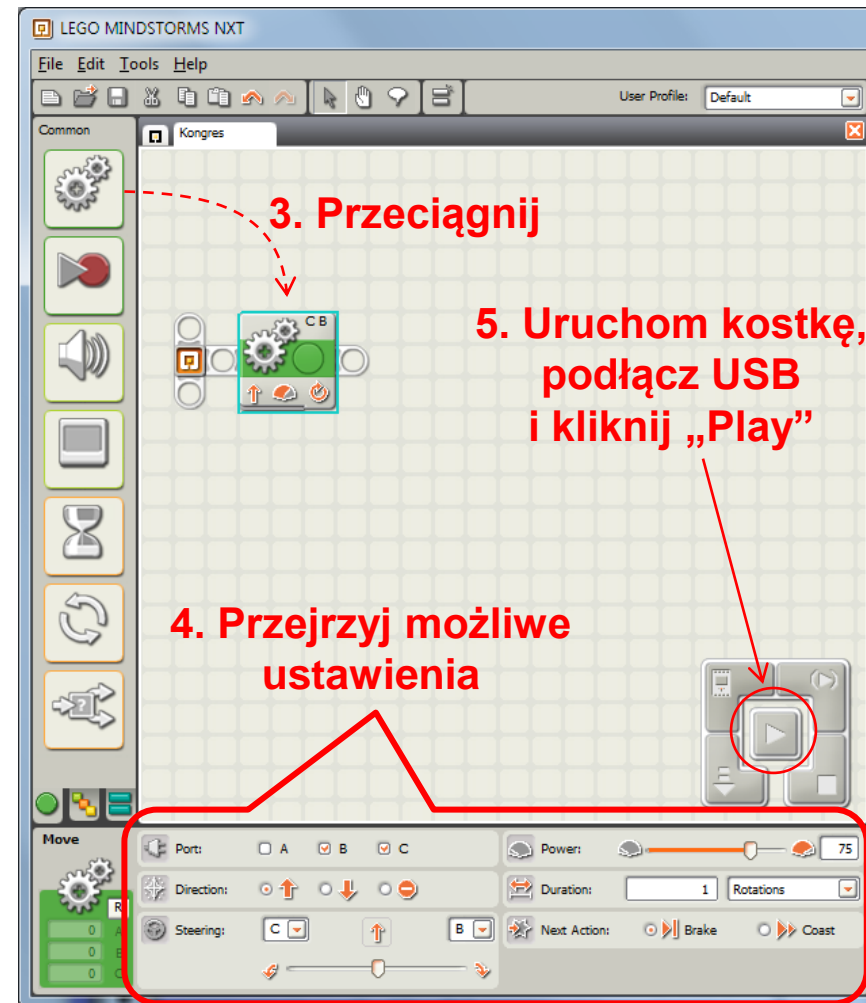 LEGO MINDSTORMS NXT
File Edit Tools Help
User Profile: Default
Common
Kongres
3. Przeciągnij
C B
5. Uruchom kostkę,
podłącz USB
i kliknij „Play”
4. Przejrzyj możliwe
ustawienia
Move
Port: A B C
Power: 75
Direction:
Duration: 1 Rotations
Steering: C B
Next Action: Brake Coast
R
0 A
0 B
0 C